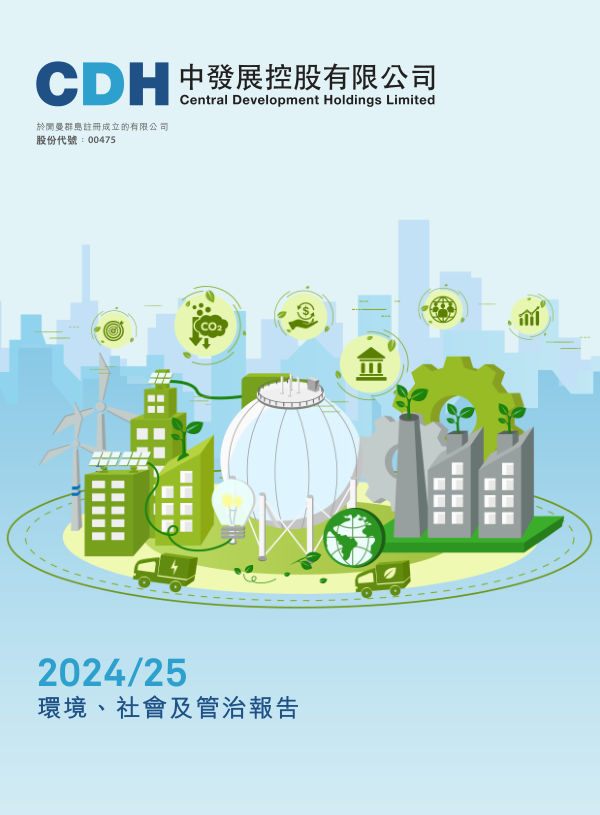 CDH 中發展控股有限公司
Central Development Holdings Limited
於開曼群島註冊成立的有限公司
股份代號：00475
CO₂
$
2024/25
環境、社會及管治報告